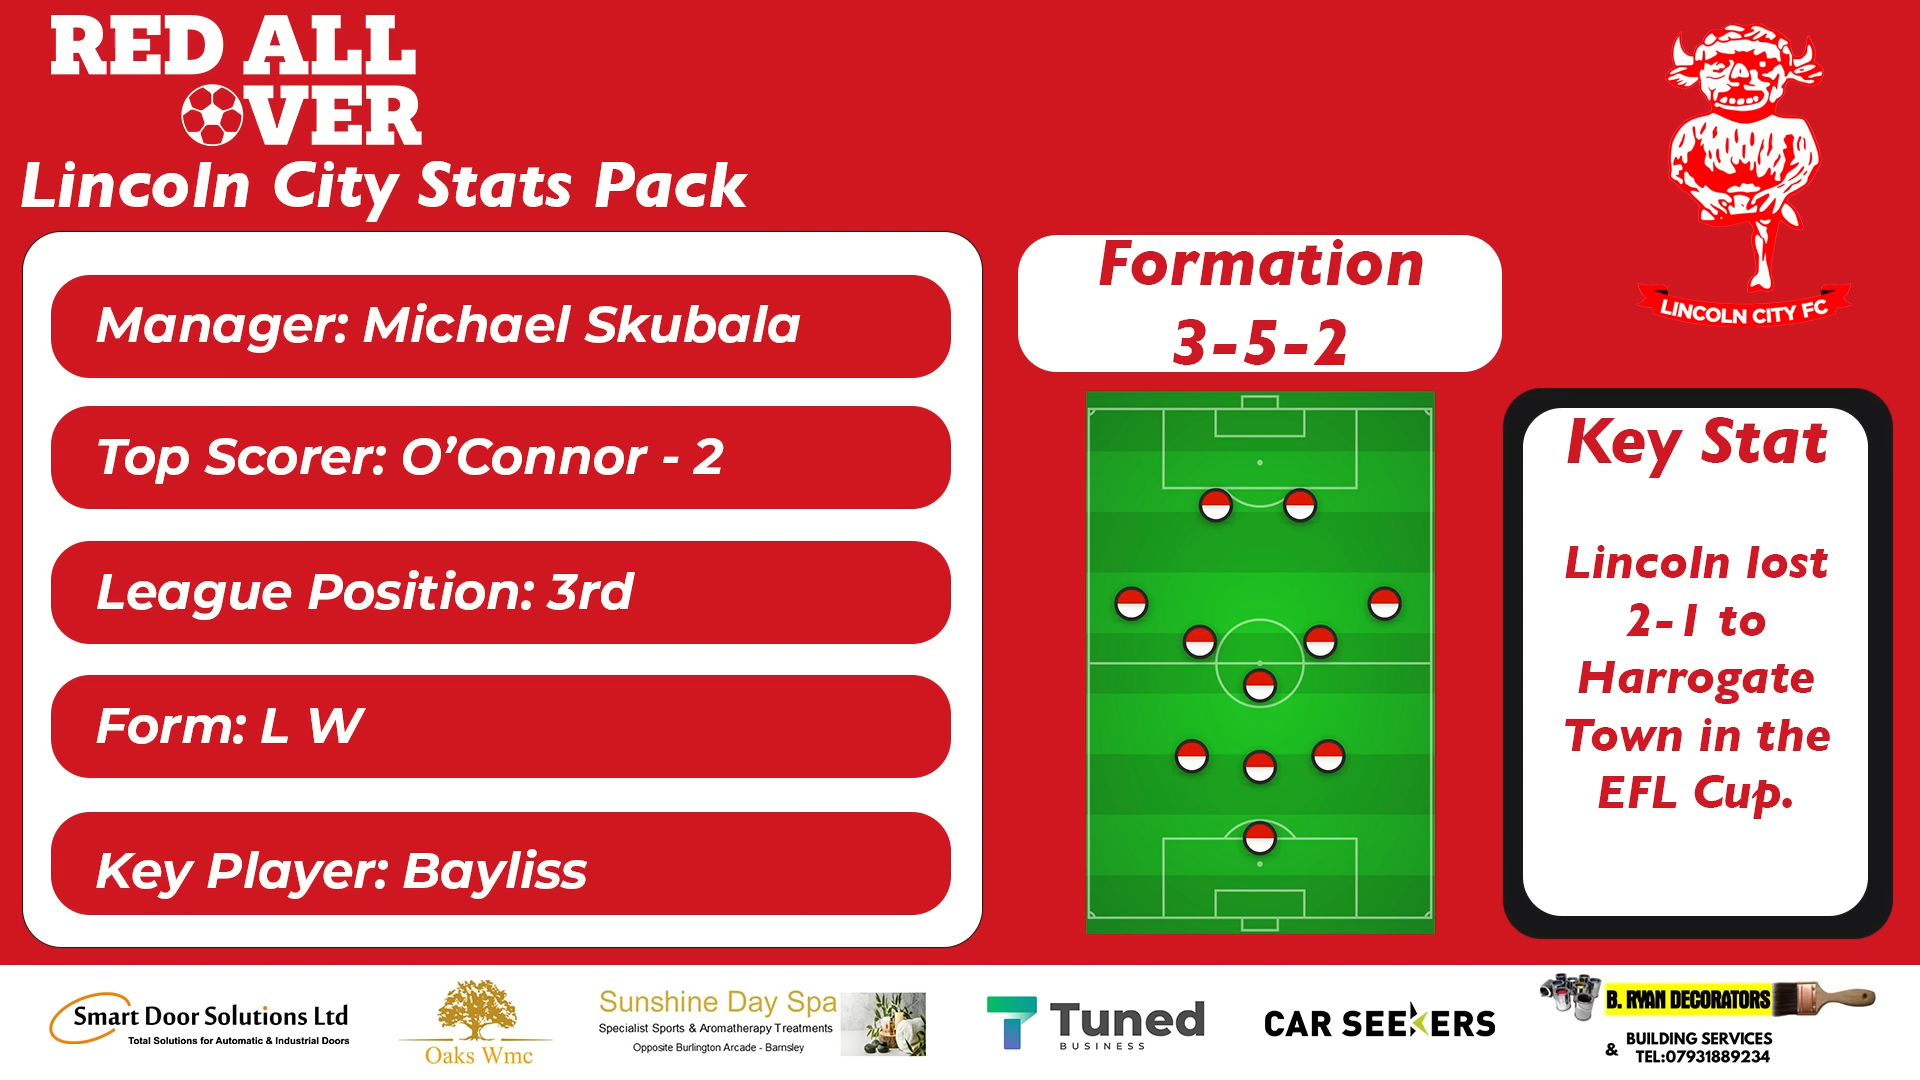 RED ALL
OVER
Lincoln City Stats Pack
Manager: Michael Skubala
Top Scorer: O’Connor - 2
League Position: 3rd
Form: L W
Key Player: Bayliss
Formation
3-5-2
LINCOLN CITY FC
Key Stat
Lincoln lost
2-1 to
Harrogate
Town in the
EFL Cup.
Smart Door Solutions Ltd
Total Solutions for Automatic & Industrial Doors
Oaks Wmc
Sunshine Day Spa
Specialist Sports & Aromatherapy Treatments
Opposite Burlington Arcade - Barnsley
Tuned
BUSINESS
CAR SEEKERS
B. RYAN DECORATORS
BUILDING SERVICES
& TEL:07931889234